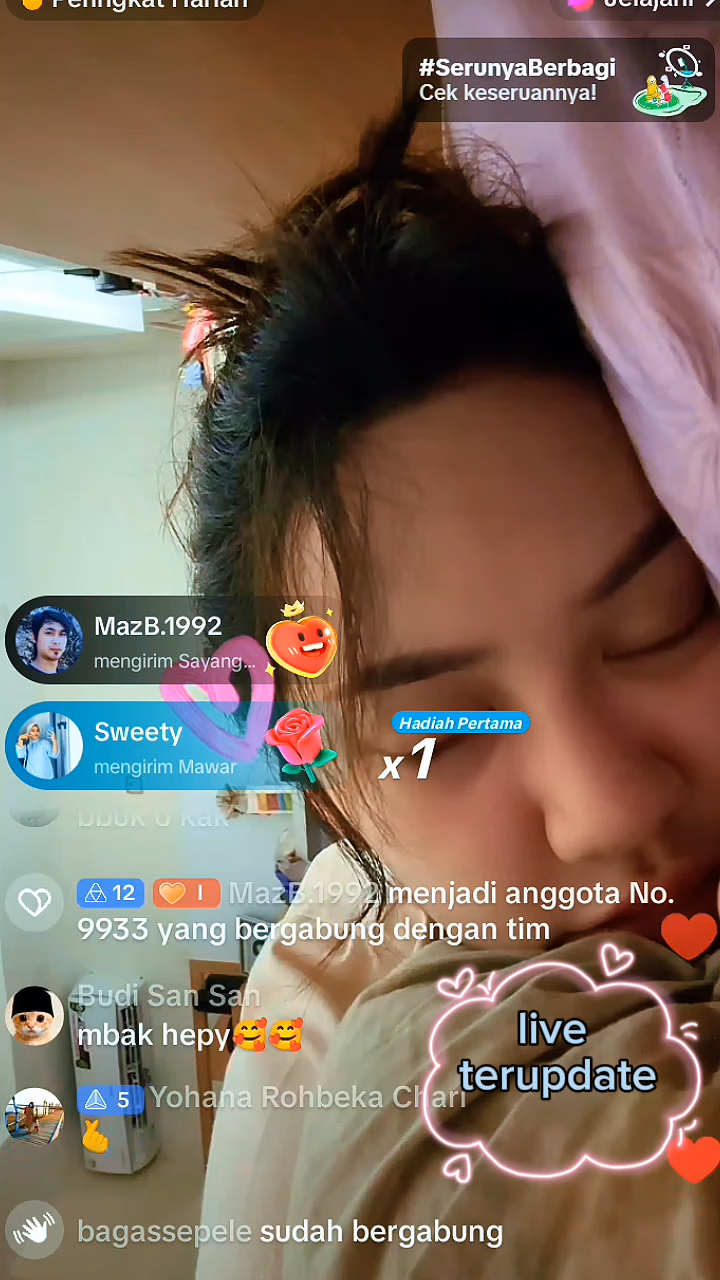 Peringkat Harian
Jelajahi
#SerunyaBerbagi
Cek keseruannya!
MazB.1992
mengirim Sayang...
Sweety
mengirim Mawar
Hadiah Pertama
x1
bbuk u kak
12 I MazB.1992 menjadi anggota No.
9933 yang bergabung dengan tim
Budi San San
mbak hepy🥰🥰
5 Yohana Rohbeka Chari
🫰
live
terupdate
bagassepele sudah bergabung